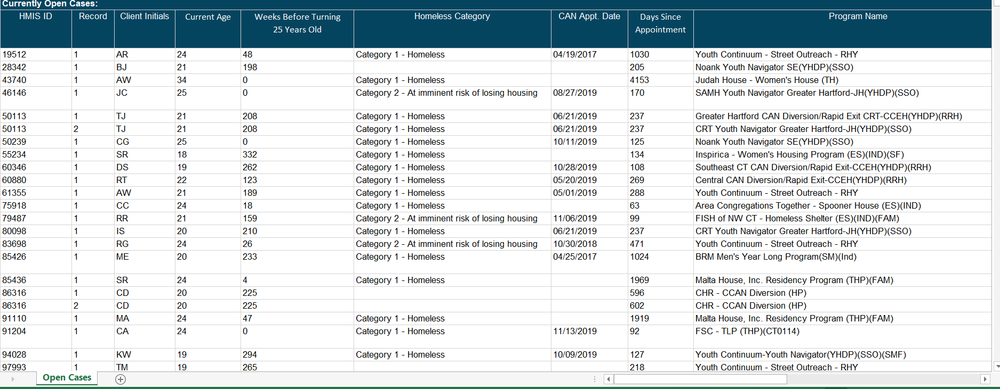 Currently Open Cases:
HMIS ID Record Client Initials Current Age Weeks Before Turning 25 Years Old Homeless Category CAN Appt. Date Days Since Appointment Program Name
19512 1 AR 24 48 Category 1 - Homeless 04/19/2017 1030 Youth Continuum - Street Outreach - RHY
28342 1 BJ 21 198 205 Noank Youth Navigator SE(YHDP)(SSO)
43740 1 AW 34 0 Category 1 - Homeless 4153 Judah House - Women's House (TH)
46146 1 JC 25 0 Category 2 - At imminent risk of losing housing 08/27/2019 170 SAMH Youth Navigator Greater Hartford-JH(YHDP)(SSO)
50113 1 TJ 21 208 Category 1 - Homeless 06/21/2019 237 Greater Hartford CAN Diversion/Rapid Exit CRT-CCEH(YHDP)(RRH)
50113 2 TJ 21 208 Category 1 - Homeless 06/21/2019 237 CRT Youth Navigator Greater Hartford-JH(YHDP)(SSO)
50239 1 CG 25 0 Category 1 - Homeless 10/11/2019 125 Noank Youth Navigator SE(YHDP)(SSO)
55234 1 SR 18 332 Category 1 - Homeless 134 Inspirica - Women's Housing Program (ES)(IND)(SF)
60346 1 DS 19 262 Category 1 - Homeless 10/28/2019 108 Southeast CT CAN Diversion/Rapid Exit-CCEH(YHDP)(RRH)
60880 1 RT 22 123 Category 1 - Homeless 05/20/2019 269 Central CAN Diversion/Rapid Exit-CCEH(YHDP)(RRH)
61355 1 AW 21 189 Category 1 - Homeless 05/01/2019 288 Youth Continuum - Street Outreach - RHY
75918 1 CC 24 18 Category 1 - Homeless 63 Area Congregations Together - Spooner House (ES)(IND)
79487 1 RR 21 159 Category 2 - At imminent risk of losing housing 11/06/2019 99 FISH of NW CT - Homeless Shelter (ES)(IND)(FAM)
80098 1 IS 20 210 Category 1 - Homeless 06/21/2019 237 CRT Youth Navigator Greater Hartford-JH(YHDP)(SSO)
83698 1 RG 24 26 Category 2 - At imminent risk of losing housing 10/30/2018 471 Youth Continuum - Street Outreach - RHY
85426 1 ME 20 233 Category 1 - Homeless 04/25/2017 1024 BRM Men's Year Long Program(SM)(Ind)
85436 1 SR 24 4 Category 1 - Homeless 1969 Malta House, Inc. Residency Program (THP)(FAM)
86316 1 CD 20 225 596 CHR - CCAN Diversion (HP)
86316 2 CD 20 225 602 CHR - CCAN Diversion (HP)
91110 1 MA 24 47 Category 1 - Homeless 1919 Malta House, Inc. Residency Program (THP)(FAM)
91204 1 CA 24 0 Category 1 - Homeless 11/13/2019 92 FSC - TLP (THP)(CT0114)
94028 1 KW 19 294 Category 1 - Homeless 10/09/2019 127 Youth Continuum-Youth Navigator(YHDP)(SSO)(SMF)
97993 1 TM 19 265 218 Youth Continuum - Street Outreach - RHY
Open Cases